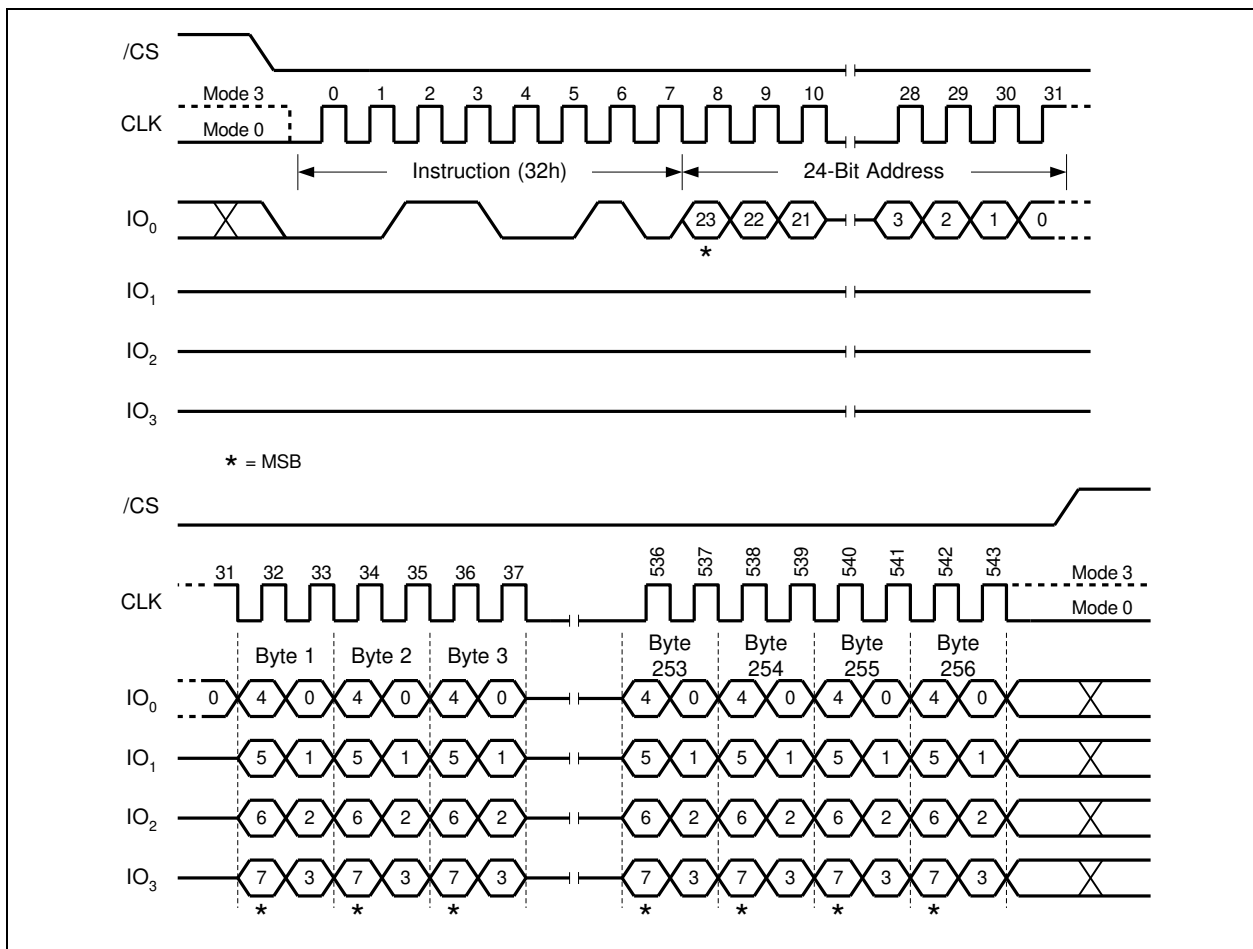 /CS
Mode 3 0 1 2 3 4 5 6 7 8 9 10 28 29 30 31
CLK
Mode 0
Instruction (32h) 24-Bit Address
IO0 23 22 21 3 2 1 0
*
IO1
IO2
IO3
* = MSB
/CS
31 32 33 34 35 36 37 536 537 538 539 540 541 542 543
Mode 3
CLK
Mode 0
Byte 1 Byte 2 Byte 3 Byte 253 Byte 254 Byte 255 Byte 256
IO0 0 4 0 4 0 4 0 4 0 4 0 4 0 4 0
IO1 5 1 5 1 5 1 5 1 5 1 5 1 5 1
IO2 6 2 6 2 6 2 6 2 6 2 6 2 6 2
IO3 7 3 7 3 7 3 7 3 7 3 7 3 7 3
* * * * * * *